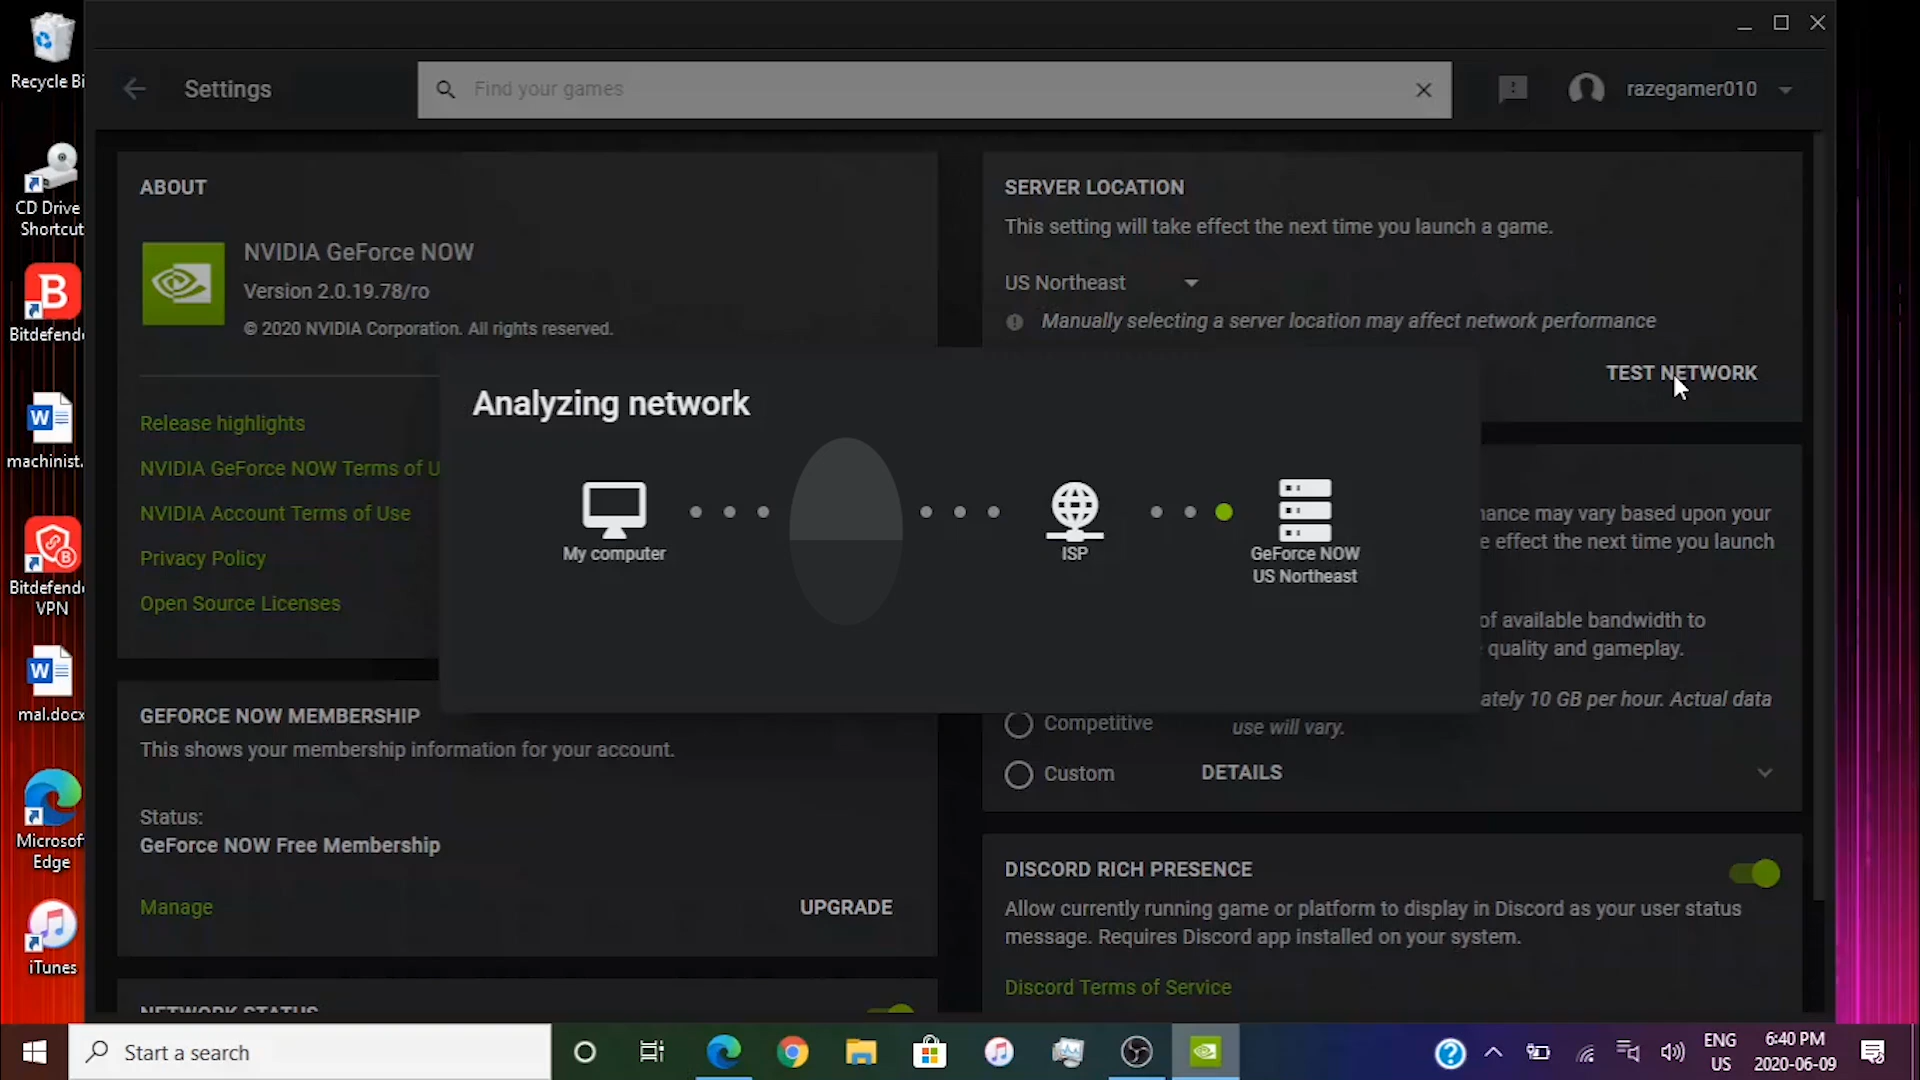 Recycle Bi
CD Drive
Shortcut
Bitdefende
machinist.
Bitdefende
VPN
mal.docx
Microsof
Edge
iTunes
Settings
Find your games
razegamer010
ABOUT
NVIDIA GeForce NOW
Version 2.0.19.78/ro
© 2020 NVIDIA Corporation. All rights reserved.
Release highlights
NVIDIA GeForce NOW Terms of U
NVIDIA Account Terms of Use
Privacy Policy
Open Source Licenses
GEFORCE NOW MEMBERSHIP
This shows your membership information for your account.
Status:
GeForce NOW Free Membership
Manage
UPGRADE
NETWORK STATUS
SERVER LOCATION
This setting will take effect the next time you launch a game.
US Northeast
Manually selecting a server location may affect network performance
TEST NETWORK
Analyzing network
My computer
ISP
GeForce NOW
US Northeast
mance may vary based upon your
e effect the next time you launch
of available bandwidth to
quality and gameplay.
ately 10 GB per hour. Actual data
use will vary.
Competitive
Custom
DETAILS
DISCORD RICH PRESENCE
Allow currently running game or platform to display in Discord as your user status
message. Requires Discord app installed on your system.
Discord Terms of Service
Start a search
ENG
US
6:40 PM
2020-06-09